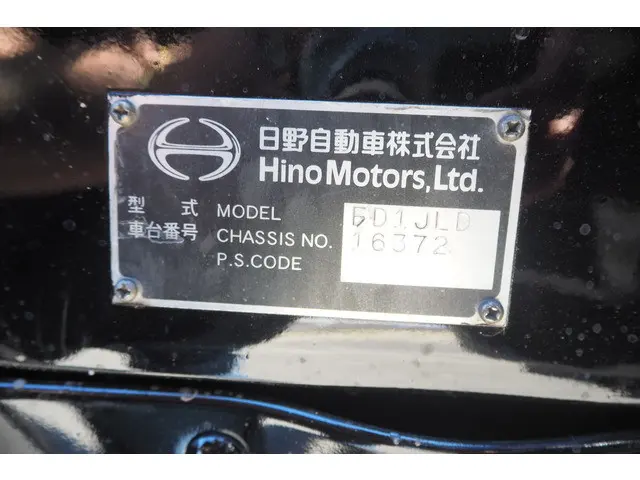 日野自動車株式会社
Hino Motors, Ltd.
型 式 MODEL FD1JLD
車台番号 CHASSIS NO. 16372
P.S.CODE